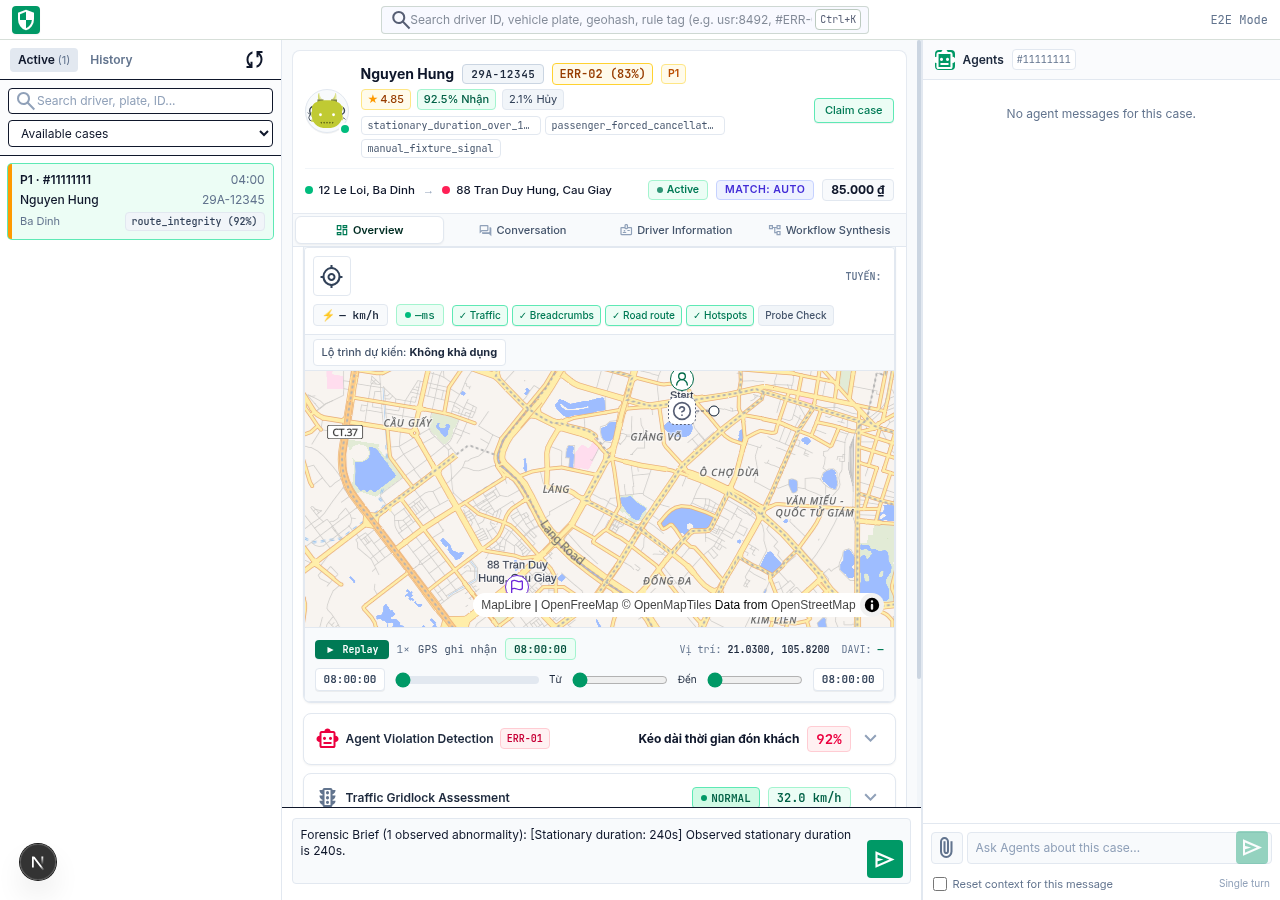 Search driver ID, vehicle plate, geohash, rule tag (e.g. usr:8492, #ERR-
Ctrl+K
E2E Mode
Active (1)
History
Search driver, plate, ID...
Available cases
P1 · #11111111
04:00
Nguyen Hung
29A-12345
Ba Dinh
route_integrity (92%)
Nguyen Hung
29A-12345
ERR-02 (83%)
P1
★ 4.85
92.5% Nhận
2.1% Hủy
stationary_duration_over_1…
passenger_forced_cancellat…
manual_fixture_signal
Claim case
12 Le Loi, Ba Dinh → 88 Tran Duy Hung, Cau Giay
Active
MATCH: AUTO
85.000 ₫
Overview
Conversation
Driver Information
Workflow Synthesis
TUYẾN:
⚡ — km/h
—ms
✓ Traffic
✓ Breadcrumbs
✓ Road route
✓ Hotspots
Probe Check
Lộ trình dự kiến: Không khả dụng
Start
CẦU GIẤY
CT.37
GIẢNG VÕ
Ô CHỢ DỪA
LÁNG
VĂN MIẾU -
QUỐC TỬ GIÁM
Lang Road
88 Tran Duy
Hung, Cau Giay
ĐỐNG ĐA
KIM LIÊN
MapLibre | OpenFreeMap © OpenMapTiles Data from OpenStreetMap
► Replay
1×
GPS ghi nhận
08:00:00
Vị trí: 21.0300, 105.8200
DAVI: —
08:00:00
Từ
Đến
08:00:00
Agent Violation Detection
ERR-01
Kéo dài thời gian đón khách
92%
Traffic Gridlock Assessment
NORMAL
32.0 km/h
Forensic Brief (1 observed abnormality): [Stationary duration: 240s] Observed stationary duration
is 240s.
N
Agents
#11111111
No agent messages for this case.
Ask Agents about this case...
Reset context for this message
Single turn